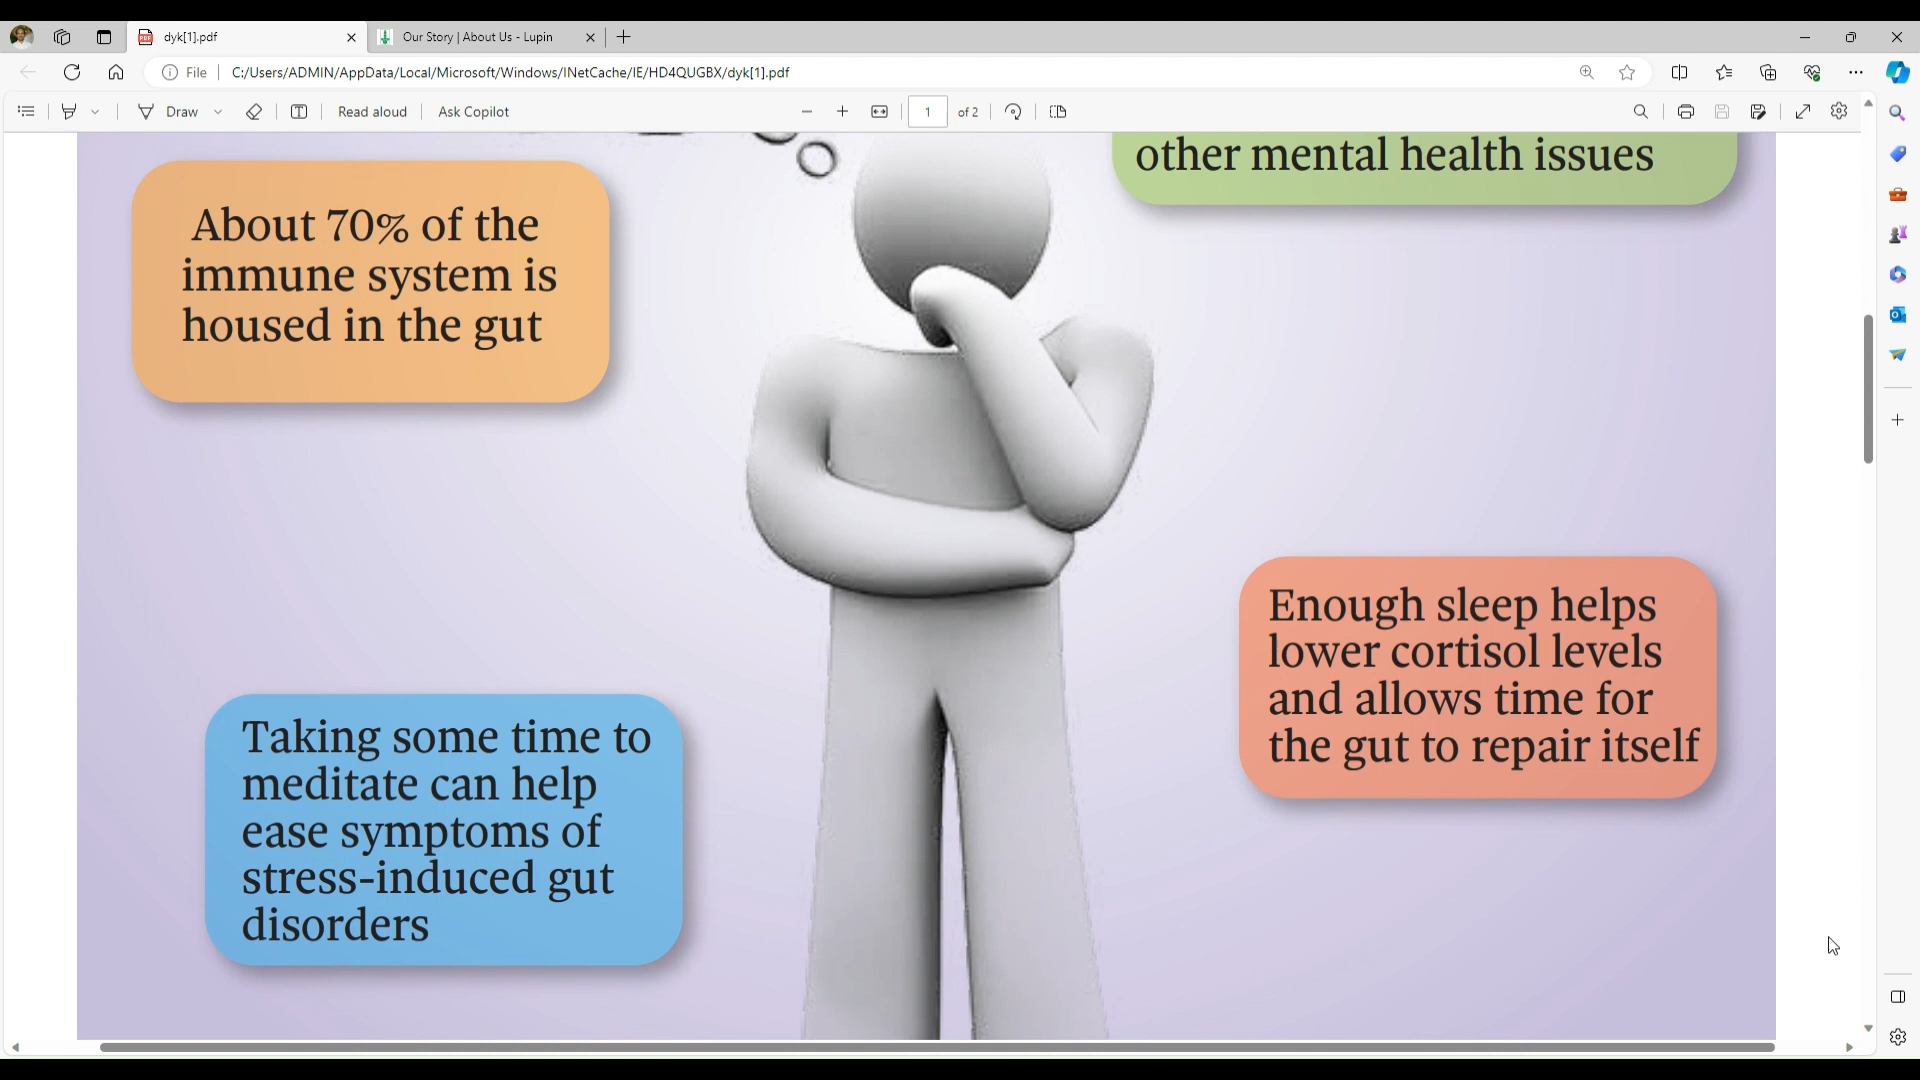 dyk[1].pdf
Our Story | About Us - Lupin
File
C:/Users/ADMIN/AppData/Local/Microsoft/Windows/INetCache/IE/HD4QUGBX/dyk[1].pdf
Draw
Read aloud
Ask Copilot
1
of 2
other mental health issues
About 70% of the
immune system is
housed in the gut
Enough sleep helps
lower cortisol levels
and allows time for
the gut to repair itself
Taking some time to
meditate can help
ease symptoms of
stress-induced gut
disorders